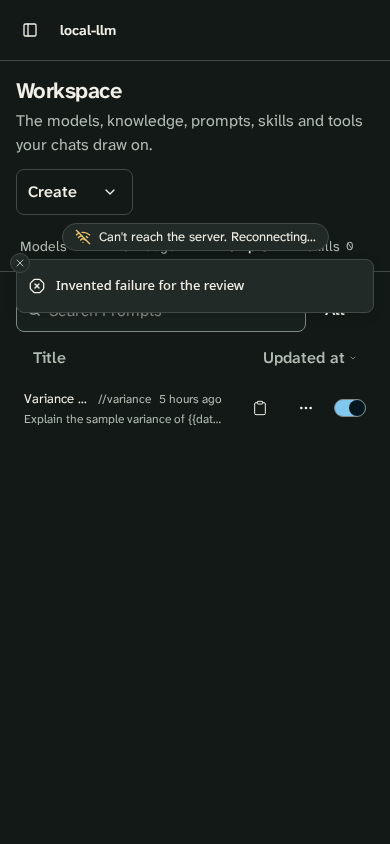 local-llm
Workspace
The models, knowledge, prompts, skills and tools
your chats draw on.
Create
Can't reach the server. Reconnecting...
Models
0
Invented failure for the review
Search Prompts
Title
Updated at
Variance ...
//variance
5 hours ago
Explain the sample variance of {{dat...